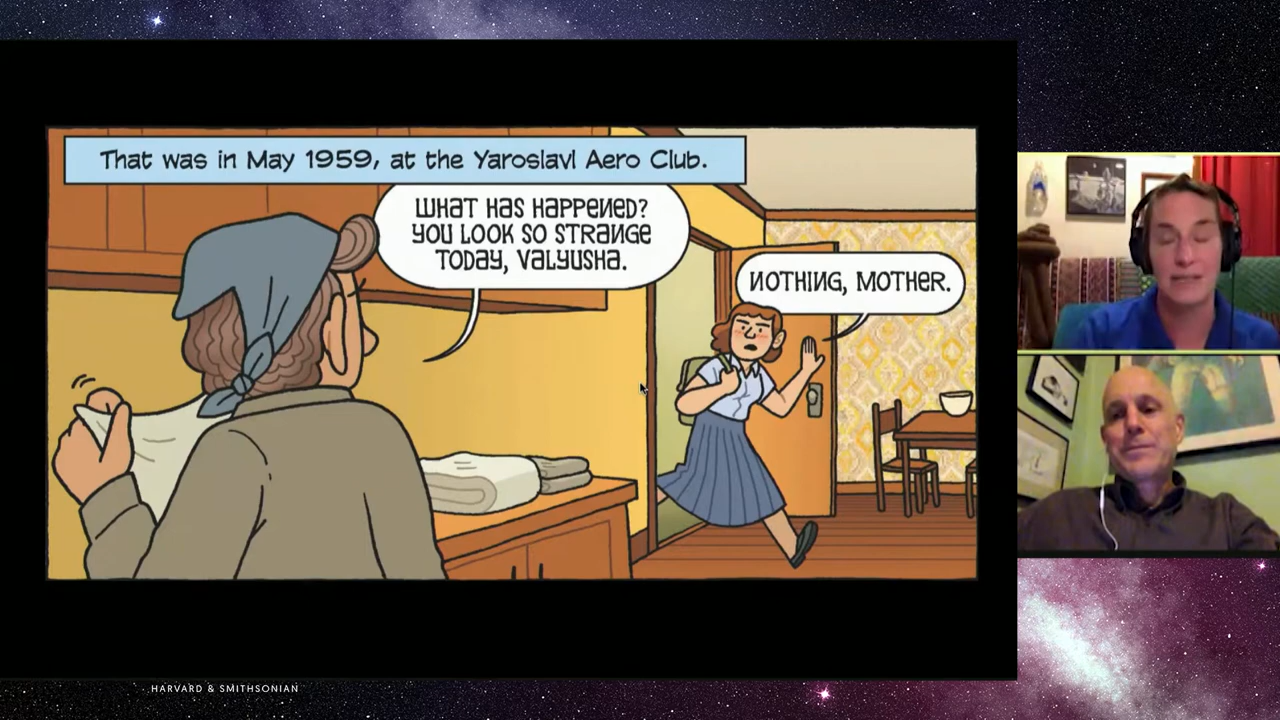 That was in May 1959, at the Yaroslavl Aero Club.
WHAT HAS HAPPENED?
YOU LOOK SO STRANGE
TODAY, VALYUSHA.
NOTHING, MOTHER.
HARVARD & SMITHSONIAN